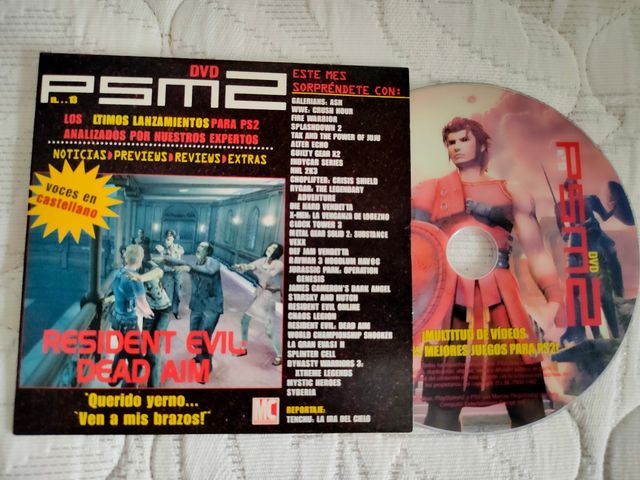 DVD
PSM2
N...13
LOS LTIMOS LANZAMIENTOS PARA PS2
ANALIZADOS POR NUESTROS EXPERTOS
NOTICIAS PREVIEWS REVIEWS EXTRAS
voces en
castellano
RESIDENT EVIL:
DEAD AIM
"Querido yerno...
`Ven a mis brazos!"
MC
ESTE MES
SORPRÉNDETE CON:
GALERIANS: ASH
WWE: CRUSH HOUR
FIRE WARRIOR
SPLASHDOWN 2
TAK AND THE POWER OF JUJU
ALTER ECHO
GUILTY GEAR X2
INDYCAR SERIES
NHL 2K3
CHOPLIFTER: CRISIS SHIELD
RYGAR: THE LEGENDARY
ADVENTURE
DIE HARD VENDETTA
X-MEN: LA VENGANZA DE LOBEZNO
CLOCK TOWER 3
METAL GEAR SOLID 2: SUBSTANCE
VEXX
DEF JAM VENDETTA
RAYMAN 3 HOODLUM HAVOC
JURASSIC PARK: OPERATION
GENESIS
JAMES CAMERON'S DARK ANGEL
STARSKY AND HUTCH
RESIDENT EVIL ONLINE
CHAOS LEGION
RESIDENT EVIL: DEAD AIM
WORLD CHAMPIONSHIP SNOOKER
LA GRAN EVASI N
SPLINTER CELL
DYNASTY WARRIORS 3:
XTREME LEGENDS
MYSTIC HEROES
SYBERIA
REPORTAJE:
TENCHU: LA IRA DEL CIELO
PSM2
DVD
¡MULTITUD DE VÍDEOS,
MEJORES JUEGOS PARA PS2!